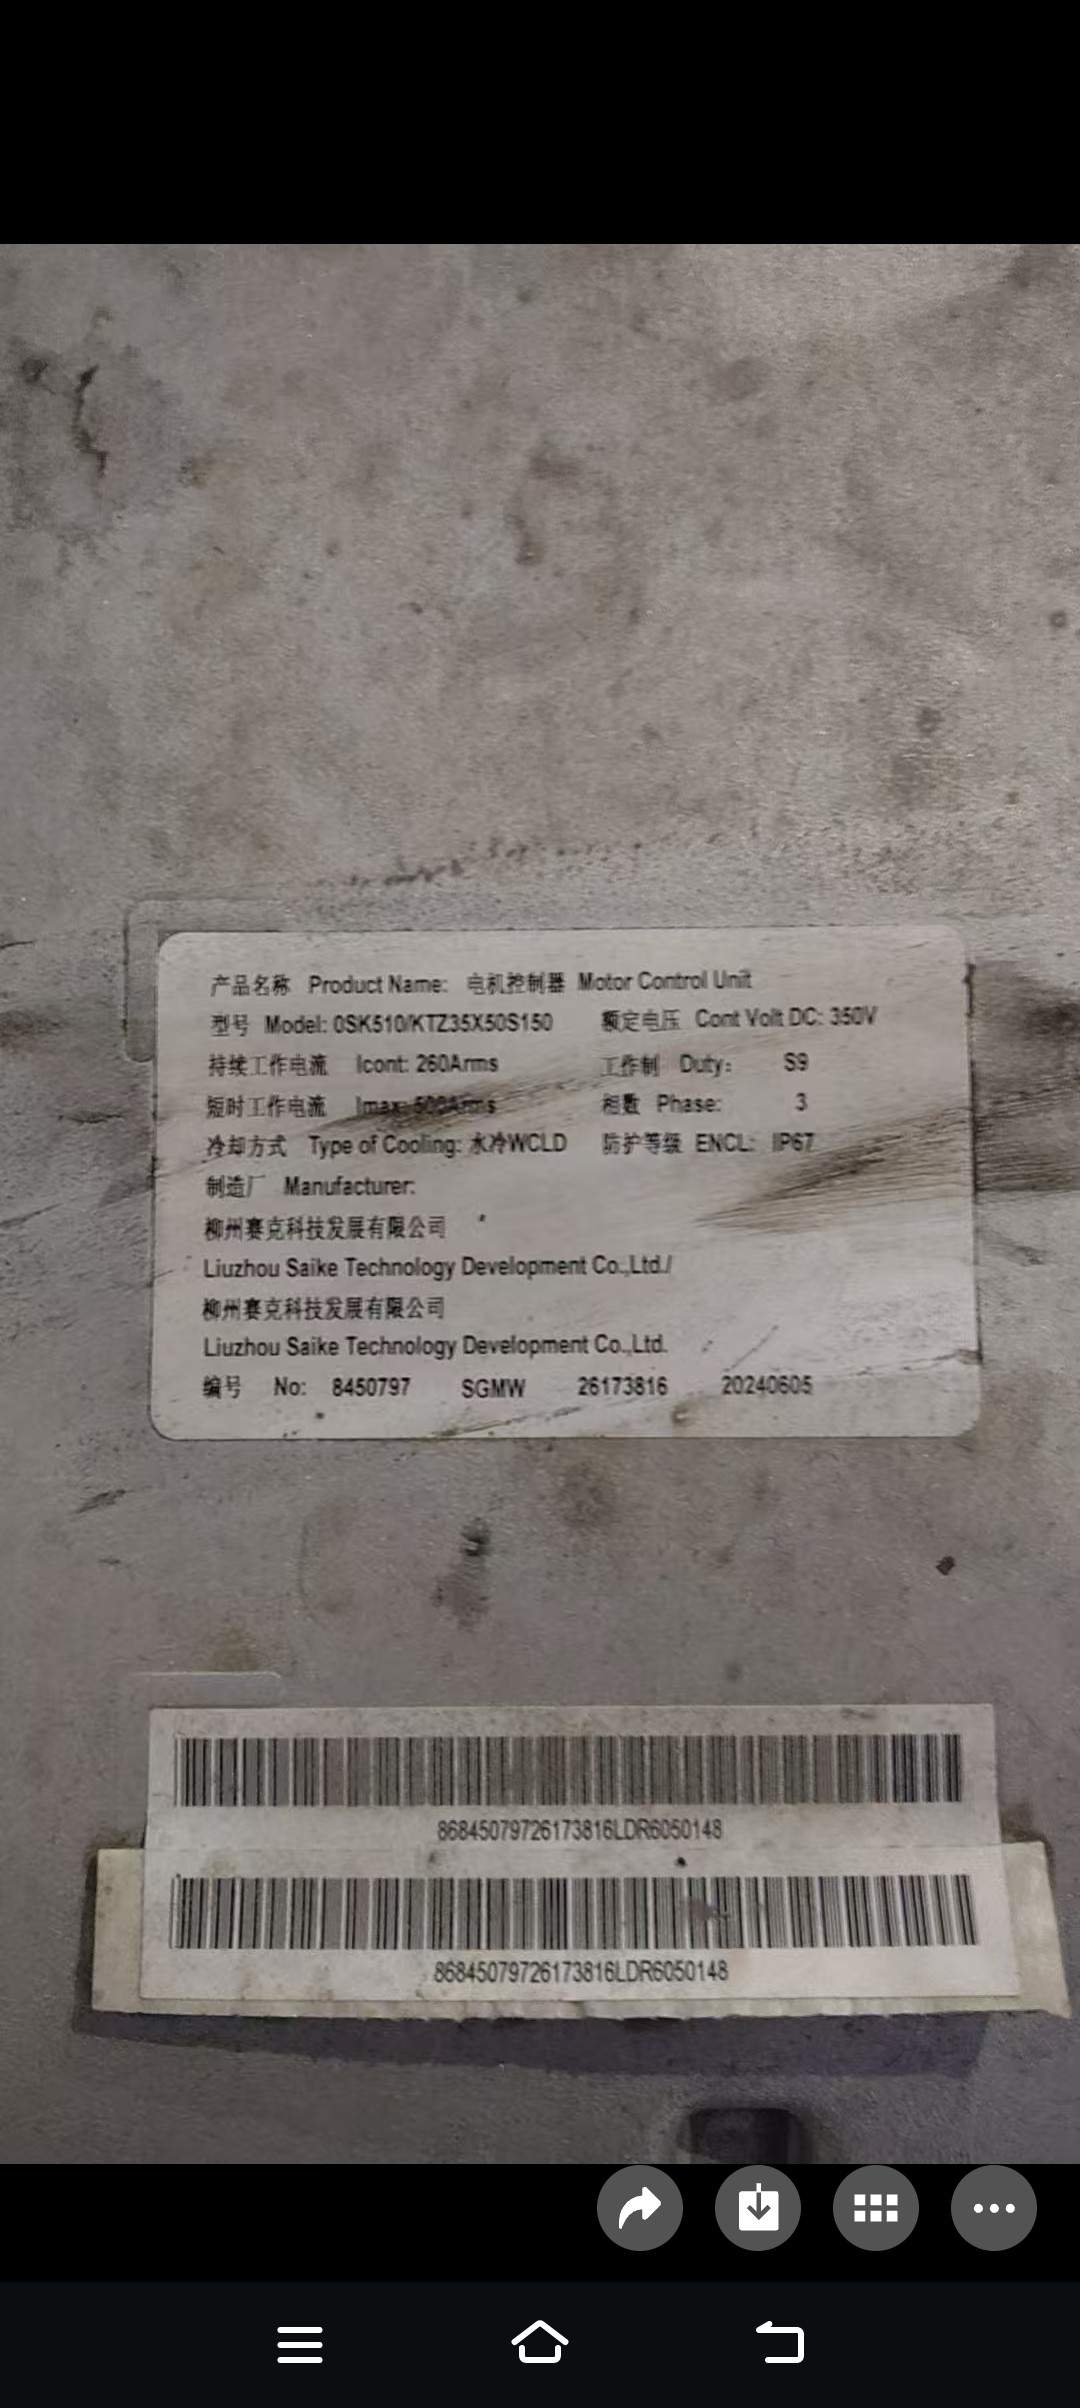 产品名称 Product Name: 电机控制器 Motor Control Unit
型号 Model: 0SK510/KTZ35X50S150 额定电压 Cont Volt DC: 350V
持续工作电流 Icont: 260Arms 工作制 Duty: S9
短时工作电流 Imax: 500Arms 相数 Phase: 3
冷却方式 Type of Cooling: 水冷WCLD 防护等级 ENCL: IP67
制造厂 Manufacturer:
柳州赛克科技发展有限公司
Liuzhou Saike Technology Development Co.,Ltd./
柳州赛克科技发展有限公司
Liuzhou Saike Technology Development Co.,Ltd.
编号 No: 8450797 SGMW 26173816 20240605
86845079726173816LDR6050148
86845079726173816LDR6050148